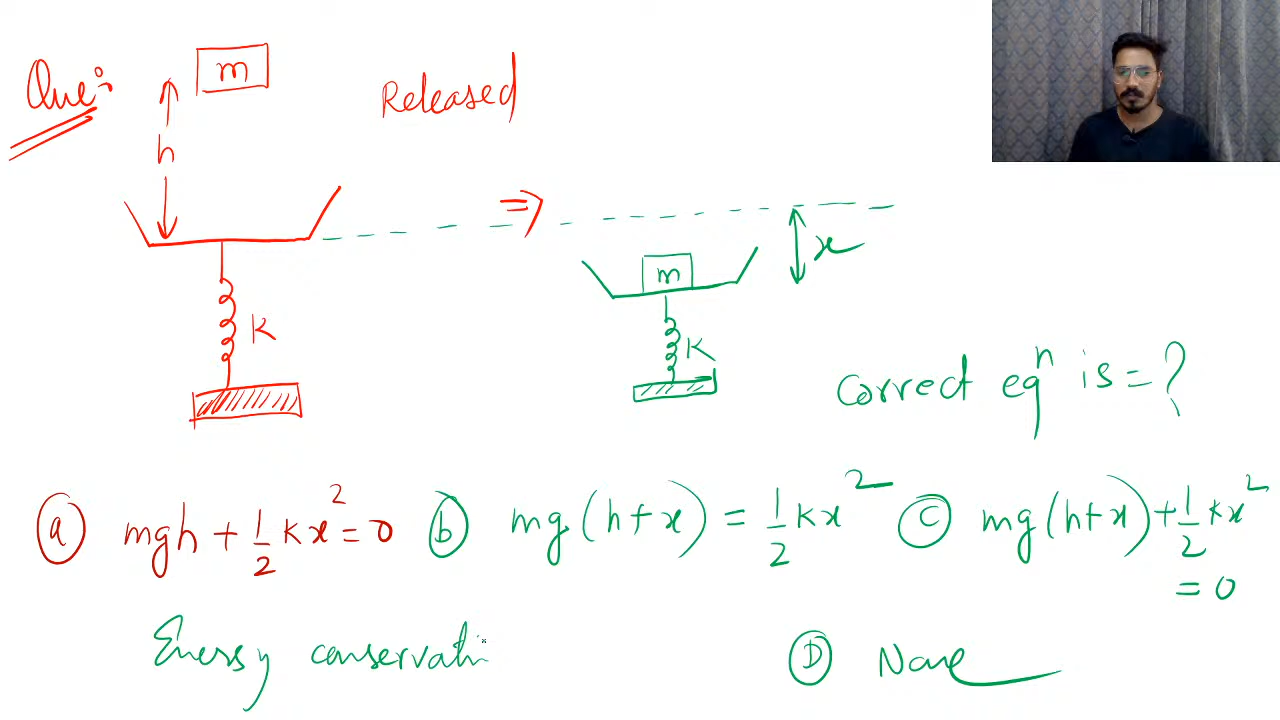 Que:
m
Released
h
=>
x
m
K
K
Correct eqⁿ is = ?
(a) mgh + 1/2 kx² = 0 (b) mg(h+x) = 1/2 kx² (c) mg(h+x) + 1/2 kx²
= 0
Energy conservati
(D) None